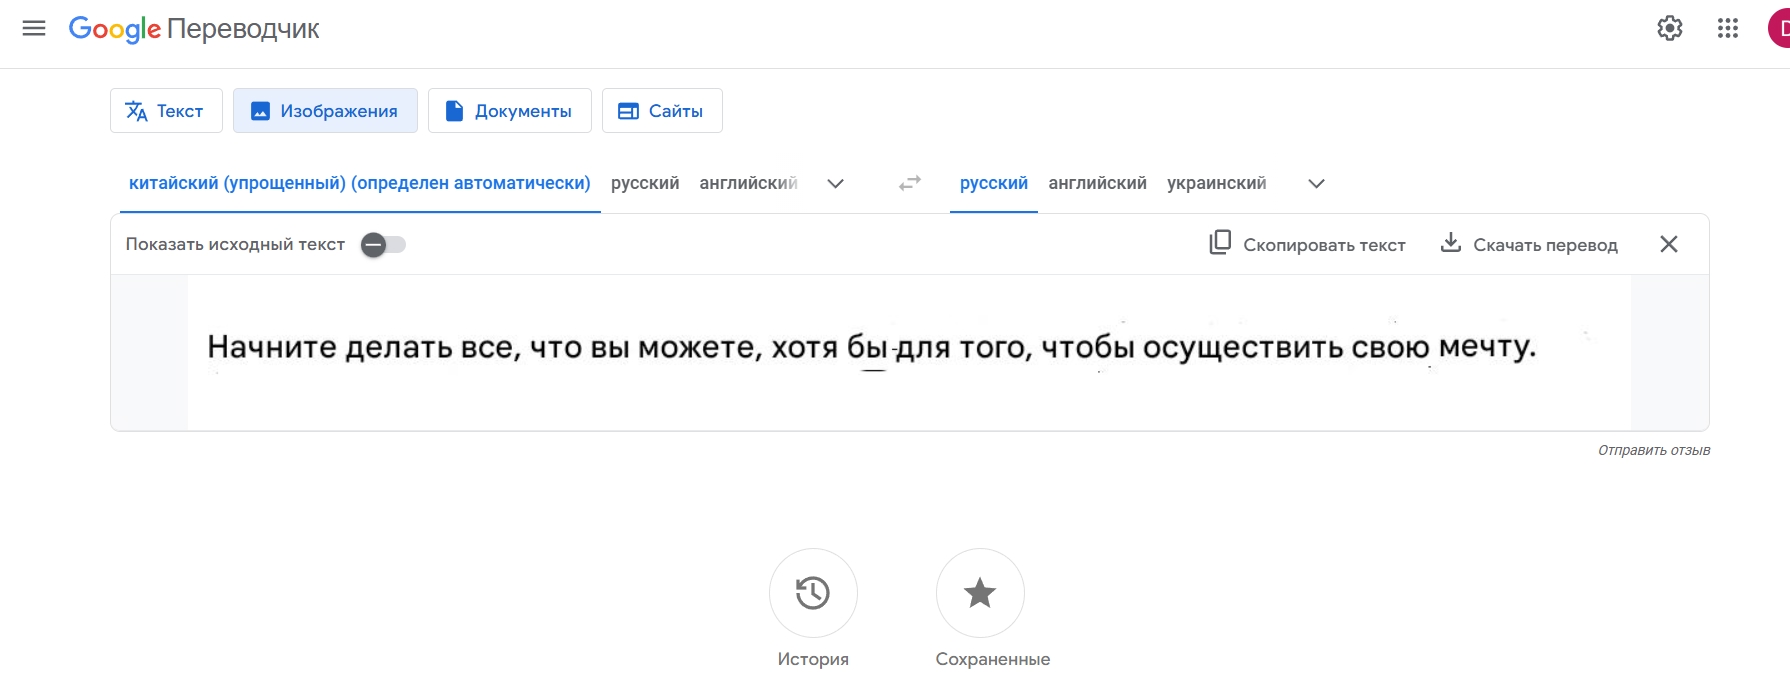 Google Переводчик
D
Текст
Изображения
Документы
Сайты
китайский (упрощенный) (определен автоматически)
русский
английский
русский
английский
украинский
Показать исходный текст
Скопировать текст
Скачать перевод
Начните делать все, что вы можете, хотя бы-для того, чтобы осуществить свою мечту.
Отправить отзыв
История
Сохраненные